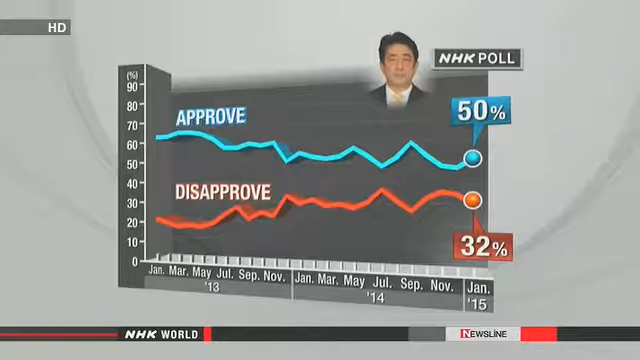 HD
NHK POLL
(%)
90
80
70
60
50
40
30
20
10
0
APPROVE
50%
DISAPPROVE
32%
Jan. Mar. May Jul. Sep. Nov. Jan. Mar. May Jul. Sep. Nov. Jan.
'13 '14 '15
NHK WORLD
NEWSLINE